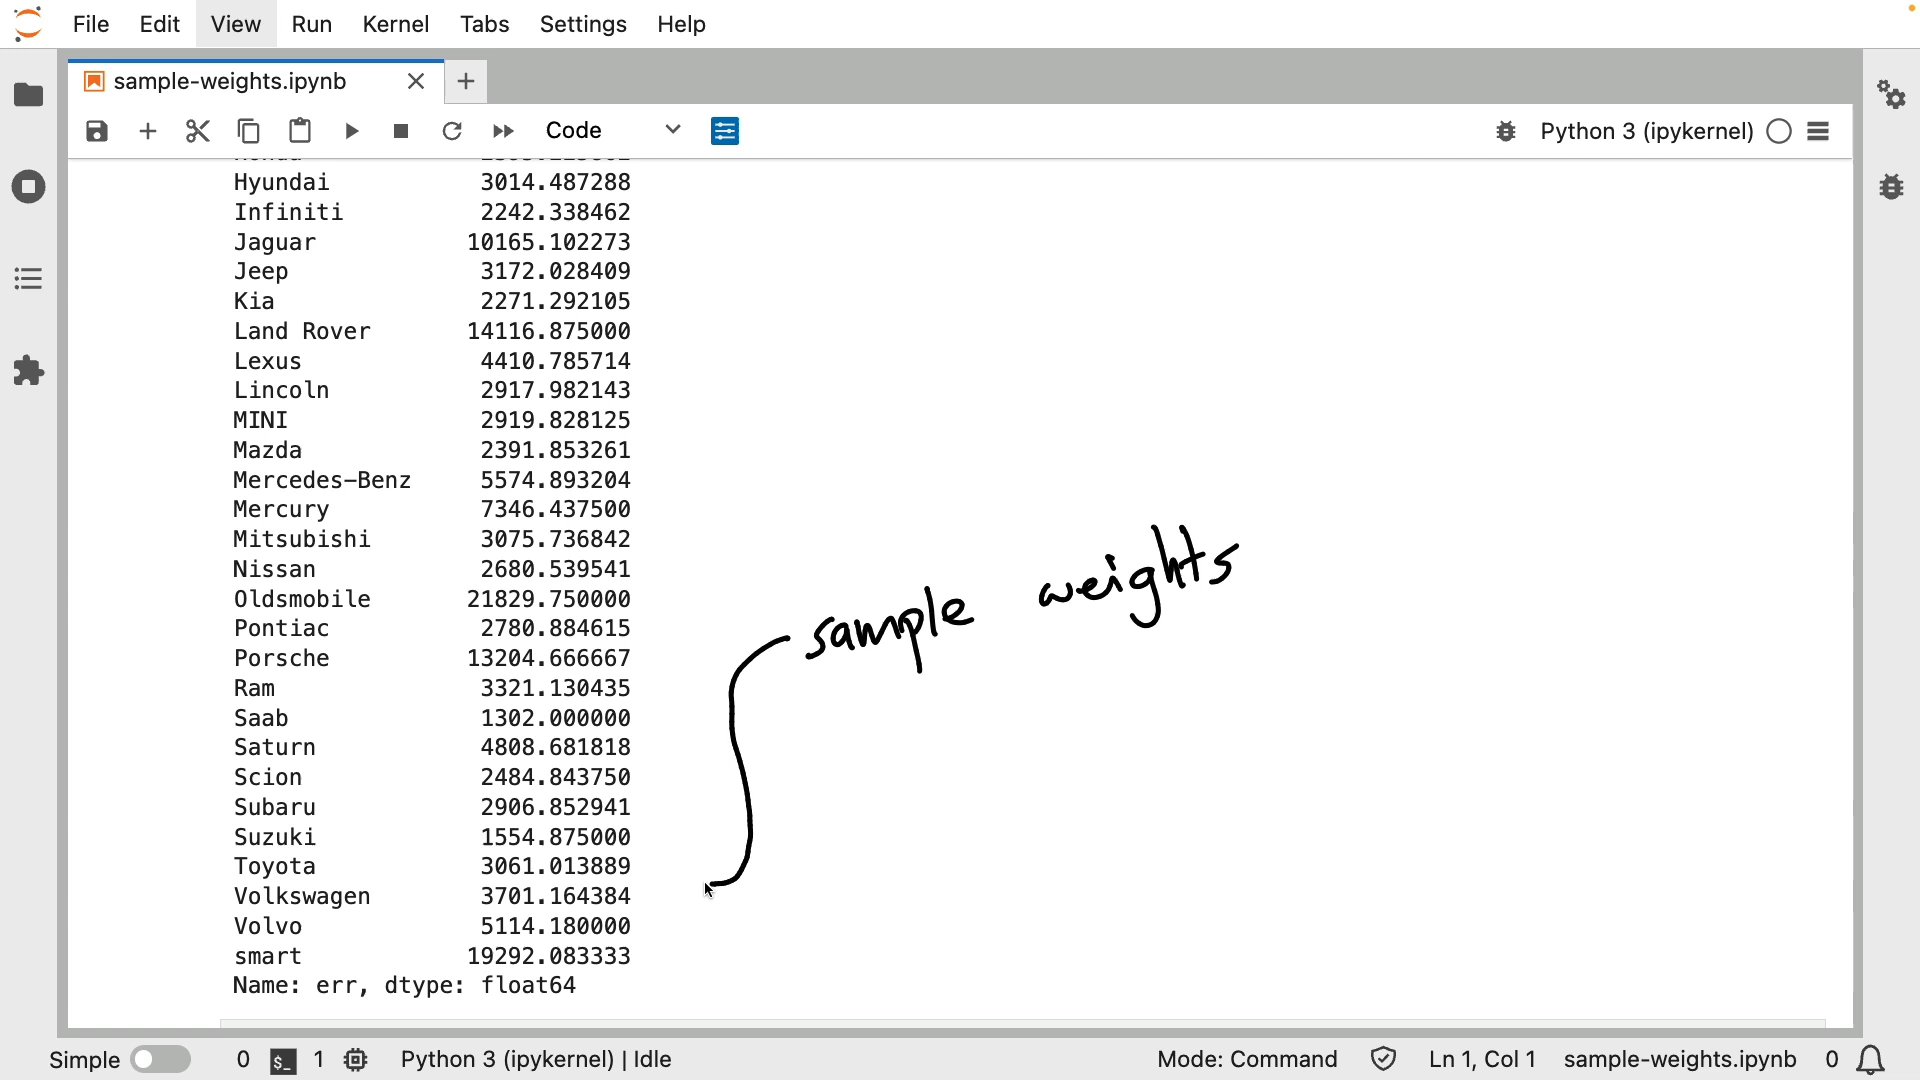 File Edit View Run Kernel Tabs Settings Help
sample-weights.ipynb
Code
Python 3 (ipykernel)
Hyundai 3014.487288
Infiniti 2242.338462
Jaguar 10165.102273
Jeep 3172.028409
Kia 2271.292105
Land Rover 14116.875000
Lexus 4410.785714
Lincoln 2917.982143
MINI 2919.828125
Mazda 2391.853261
Mercedes-Benz 5574.893204
Mercury 7346.437500
Mitsubishi 3075.736842
Nissan 2680.539541
Oldsmobile 21829.750000
Pontiac 2780.884615
Porsche 13204.666667
Ram 3321.130435
Saab 1302.000000
Saturn 4808.681818
Scion 2484.843750
Subaru 2906.852941
Suzuki 1554.875000
Toyota 3061.013889
Volkswagen 3701.164384
Volvo 5114.180000
smart 19292.083333
Name: err, dtype: float64
sample weights
Simple 0 $_ 1 Python 3 (ipykernel) | Idle Mode: Command Ln 1, Col 1 sample-weights.ipynb 0